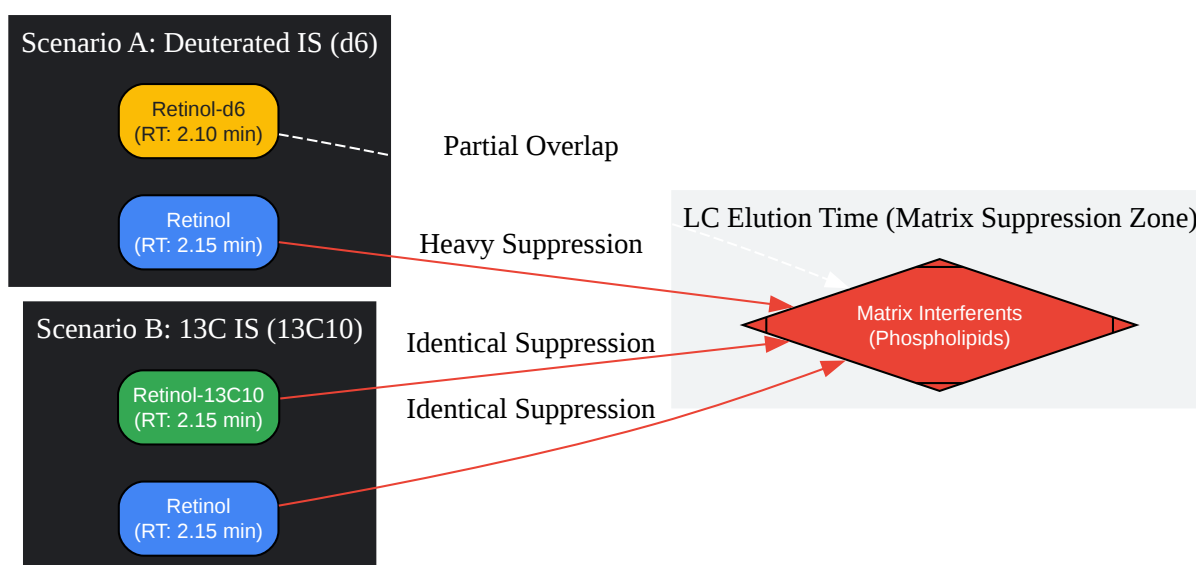 Scenario A: Deuterated IS (d6)
Retinol-d6
(RT: 2.10 min)
Partial Overlap
Retinol
(RT: 2.15 min)
Heavy Suppression
LC Elution Time (Matrix Suppression Zone)
Matrix Interferents
(Phospholipids)
Scenario B: 13C IS (13C10)
Identical Suppression
Retinol-13C10
(RT: 2.15 min)
Identical Suppression
Retinol
(RT: 2.15 min)